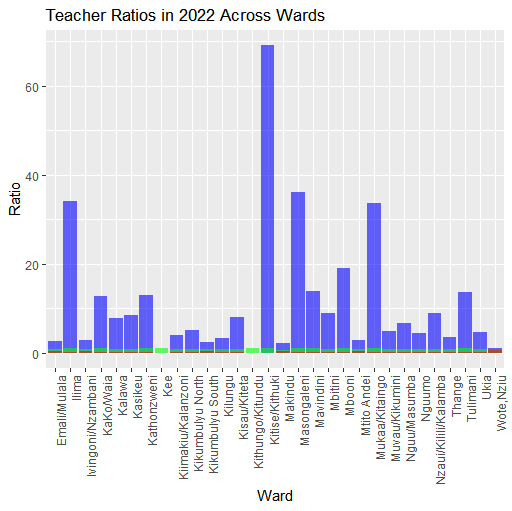 Teacher Ratios in 2022 Across Wards
Ratio
60
40
20
0
Emali/Mulala
Ilima
Ivingoni/Nzambani
KaKo/Waia
Kalawa
Kasikeu
Kathonzweni
Kee
Kiimakiu/Kalanzoni
Kikumbulyu North
Kikumbulyu South
Kilungu
Kisau/Kiteta
Kithungo/Kitundu
Kitise/Kithuki
Makindu
Masongaleni
Mavindini
Mbitini
Mbooni
Mtito Andei
Mukaa/Kitaingo
Muvau/Kikumini
Nguu/Masumba
Nguumo
Nzaui/Kilili/Kalamba
Thange
Tulimani
Ukia
Wote,Nziu
Ward